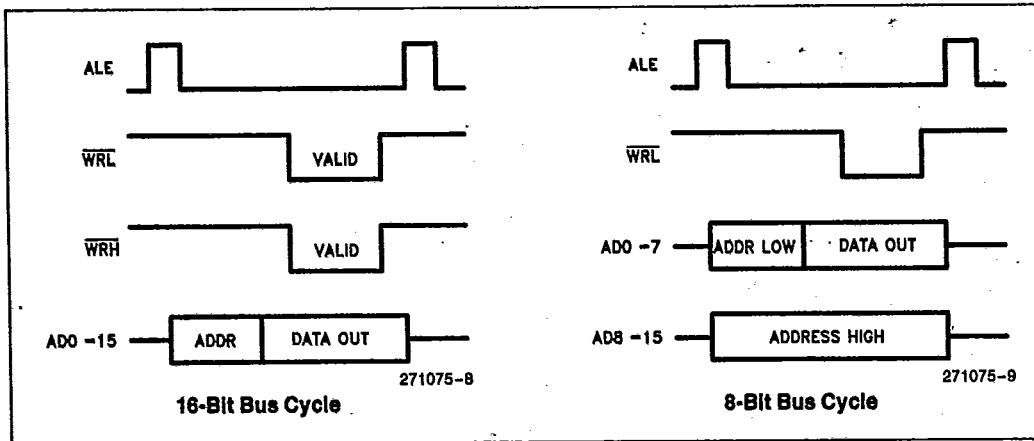 ALE
WRL
VALID
WRH
VALID
AD0 -15
ADDR
DATA OUT
271075-8
16-Bit Bus Cycle
ALE
WRL
AD0 -7
ADDR LOW
DATA OUT
AD8 -15
ADDRESS HIGH
271075-9
8-Bit Bus Cycle